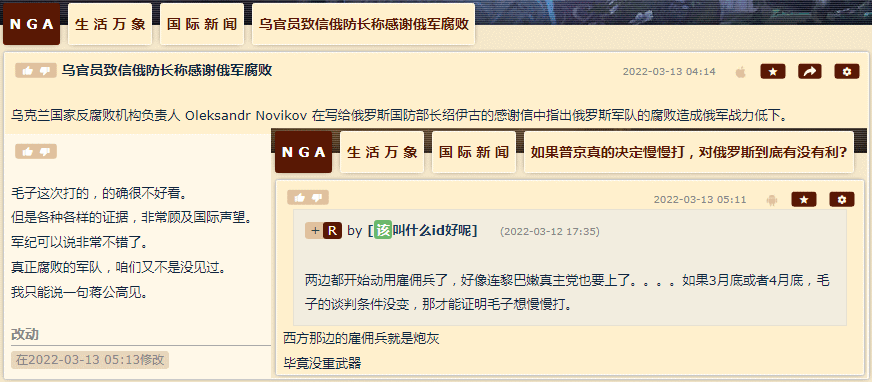 NGA 生活万象 国际新闻 乌官员致信俄防长称感谢俄军腐败
乌官员致信俄防长称感谢俄军腐败 2022-03-13 04:14
乌克兰国家反腐败机构负责人 Oleksandr Novikov 在写给俄罗斯国防部长绍伊古的感谢信中指出俄罗斯军队的腐败造成俄军战力低下。
毛子这次打的，的确很不好看。
但是各种各样的证据，非常顾及国际声望。
军纪可以说非常不错了。
真正腐败的军队，咱们又不是没见过。
我只能说一句蒋公高见。
改动
在2022-03-13 05:13修改
NGA 生活万象 国际新闻 如果普京真的决定慢慢打，对俄罗斯到底有没有利?
2022-03-13 05:11
+ R by [该叫什么id好呢] (2022-03-12 17:35)
两边都开始动用雇佣兵了，好像连黎巴嫩真主党也要上了。。。。如果3月底或者4月底，毛
子的谈判条件没变，那才能证明毛子想慢慢打。
西方那边的雇佣兵就是炮灰
毕竟没重武器